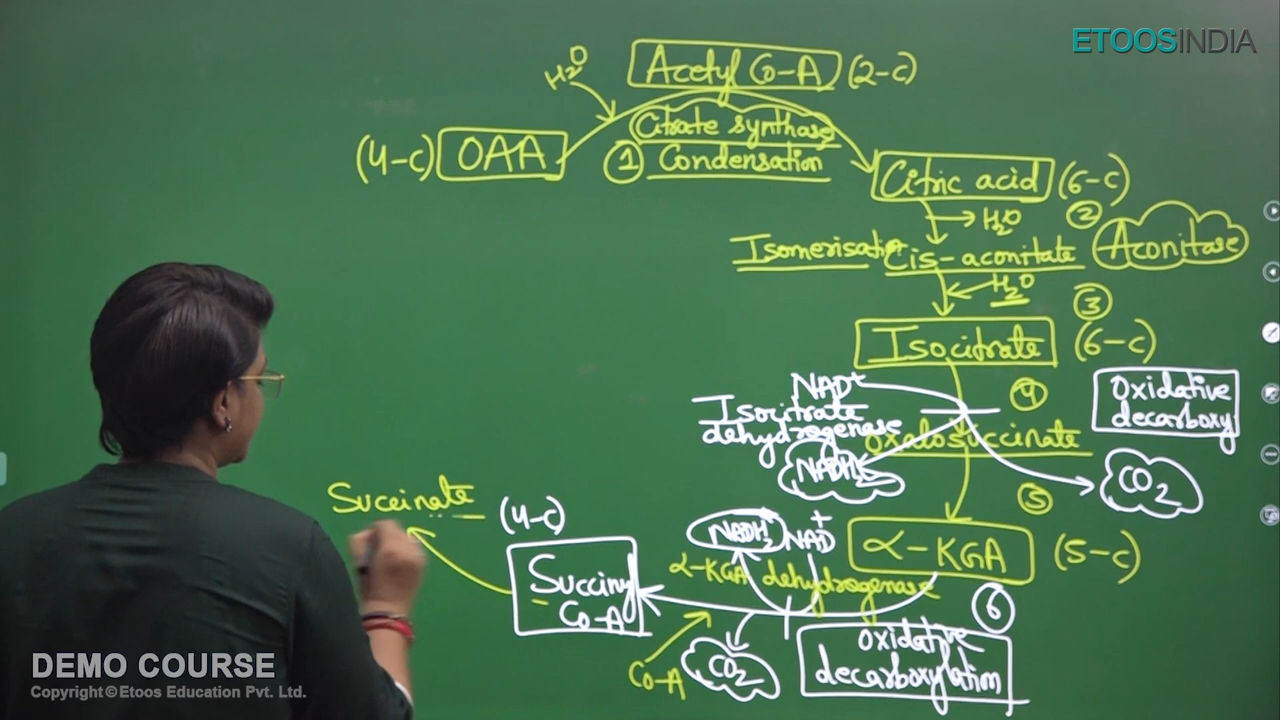 ETOOSINDIA
Acetyl Co-A (2-c)
H2O
Citrate synthase
(4-c) OAA
① Condensation
Citric acid (6-c)
H2O
②
Isomerisation
Cis-aconitate
Aconitase
H2O
③
Isocitrate (6-c)
NAD+
④
Oxidative
decarboxy
Isocitrate
dehydrogenase
Oxalosuccinate
NADH2
CO2
⑤
Succinate
(4-c)
NADH2 NAD+
α-KGA (5-c)
α-KGA dehydrogenase
Succinyl
Co-A
⑥
Co-A
CO2
oxidative
decarboxylation
DEMO COURSE
Copyright © Etoos Education Pvt. Ltd.